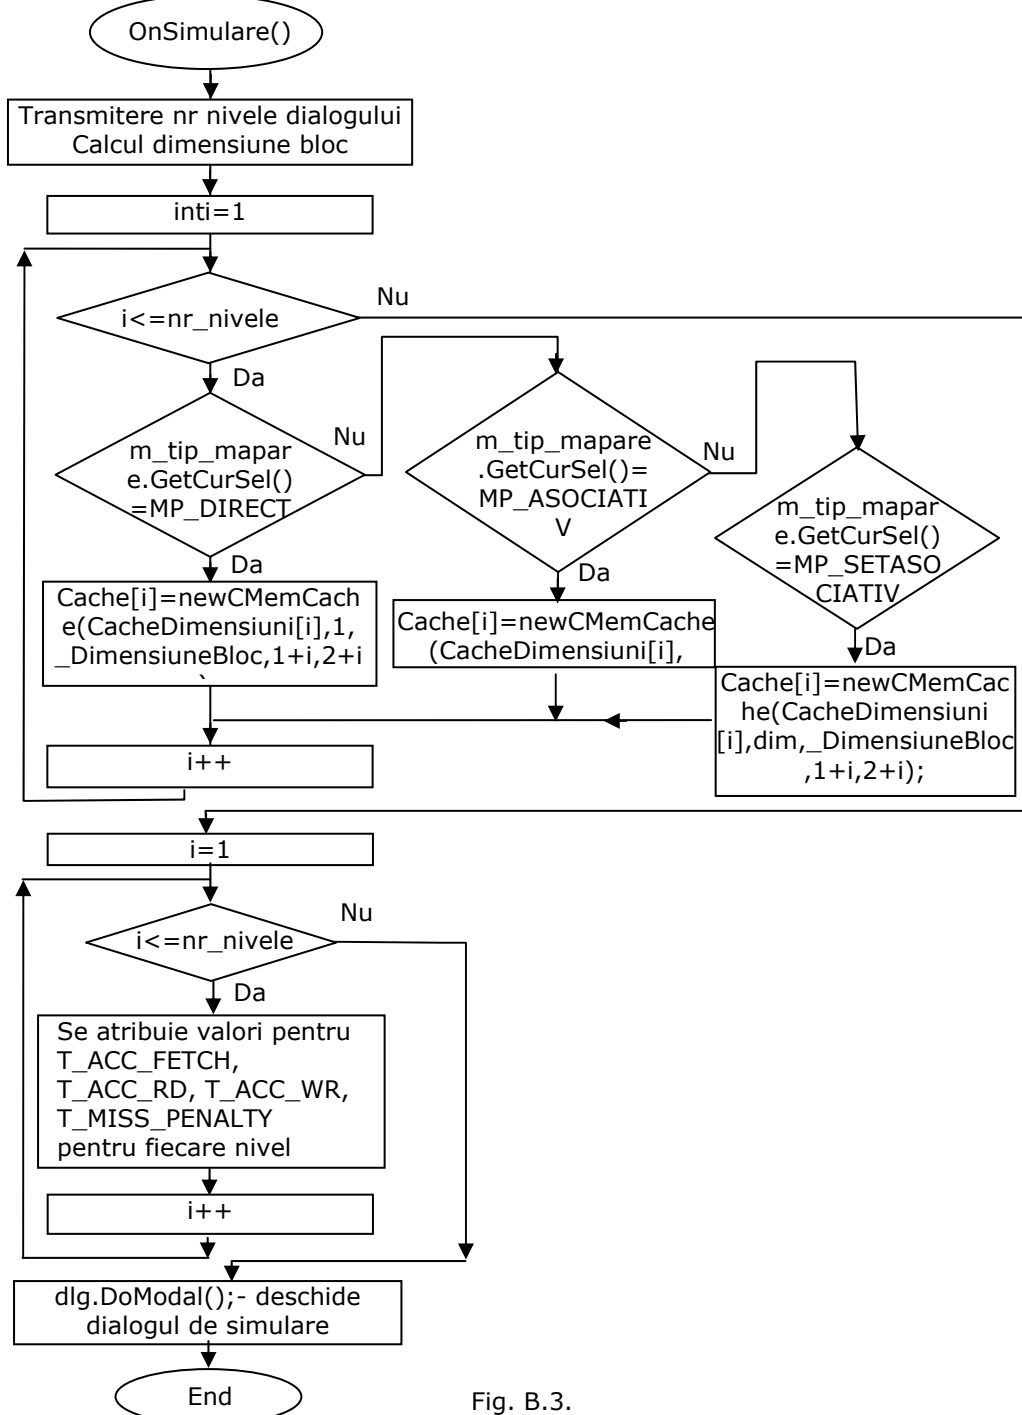 OnSimulare()
Transmitere nr nivele dialogului
Calcul dimensiune bloc
inti=1
i<=nr_nivele
Nu
Da
m_tip_mapar
e.GetCurSel()
=MP_DIRECT
Nu
Da
m_tip_mapare
.GetCurSel()=
MP_ASOCIATI
V
Nu
Da
m_tip_mapar
e.GetCurSel()
=MP_SETASO
CIATIV
Da
Cache[i]=newCMemCach
e(CacheDimensiuni[i],1,
_DimensiuneBloc,1+i,2+i
Cache[i]=newCMemCache
(CacheDimensiuni[i],
Cache[i]=newCMemCac
he(CacheDimensiuni
[i],dim,_DimensiuneBloc
,1+i,2+i);
i++
i=1
i<=nr_nivele
Nu
Da
Se atribuie valori pentru
T_ACC_FETCH,
T_ACC_RD, T_ACC_WR,
T_MISS_PENALTY
pentru fiecare nivel
i++
dlg.DoModal();- deschide
dialogul de simulare
End
Fig. B.3.